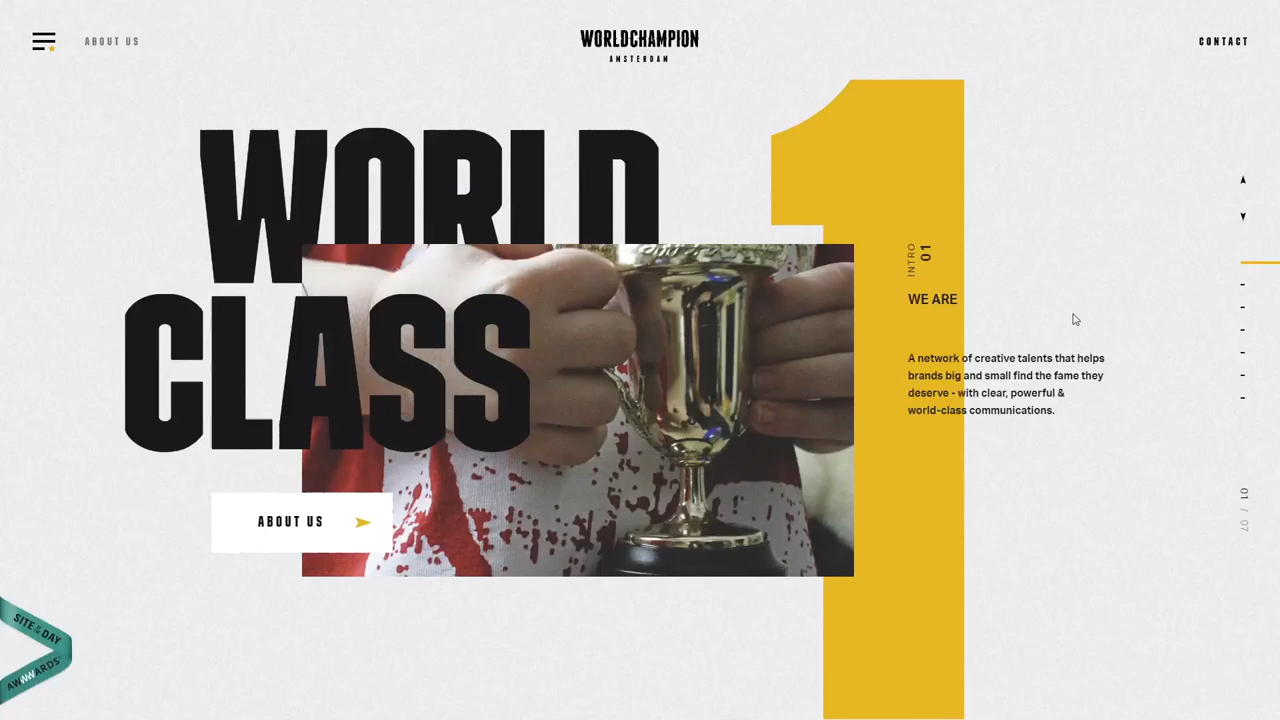 ABOUT US
WORLDCHAMPION
AMSTERDAM
CONTACT
WORLD
CLASS
1
INTRO
01
WE ARE
A network of creative talents that helps
brands big and small find the fame they
deserve - with clear, powerful &
world-class communications.
ABOUT US
01 / 07
SITE OF THE DAY
AWWWARDS